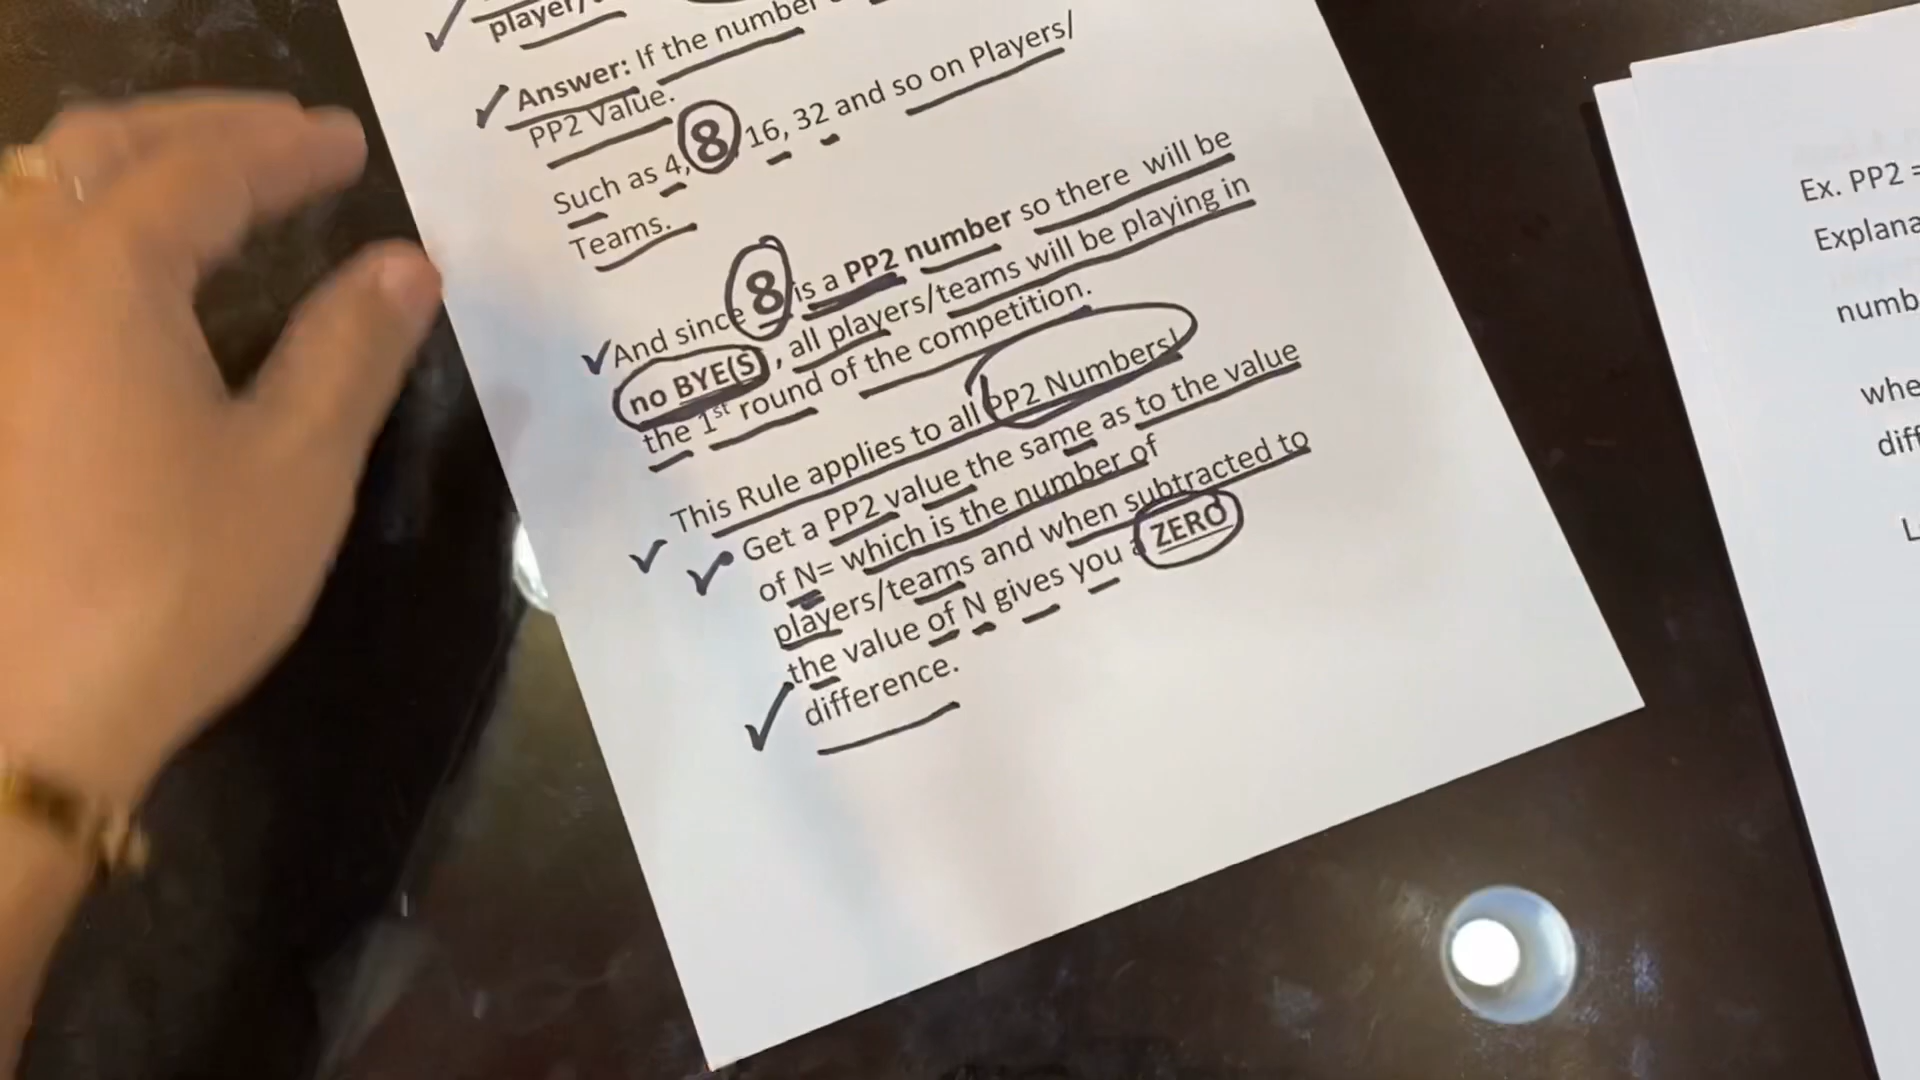 player/
Answer: If the number
PP2 Value.
Such as 4, 8 16, 32 and so on Players/
Teams.
And since 8 is a PP2 number so there will be
no BYE(S), all players/teams will be playing in
the 1st round of the competition.
This Rule applies to all PP2 Numbers!
Get a PP2 value the same as to the value
of N= which is the number of
players/teams and when subtracted to
the value of N gives you a ZERO
difference.
Ex. PP2 =
Explana
numb
whe
diff
L